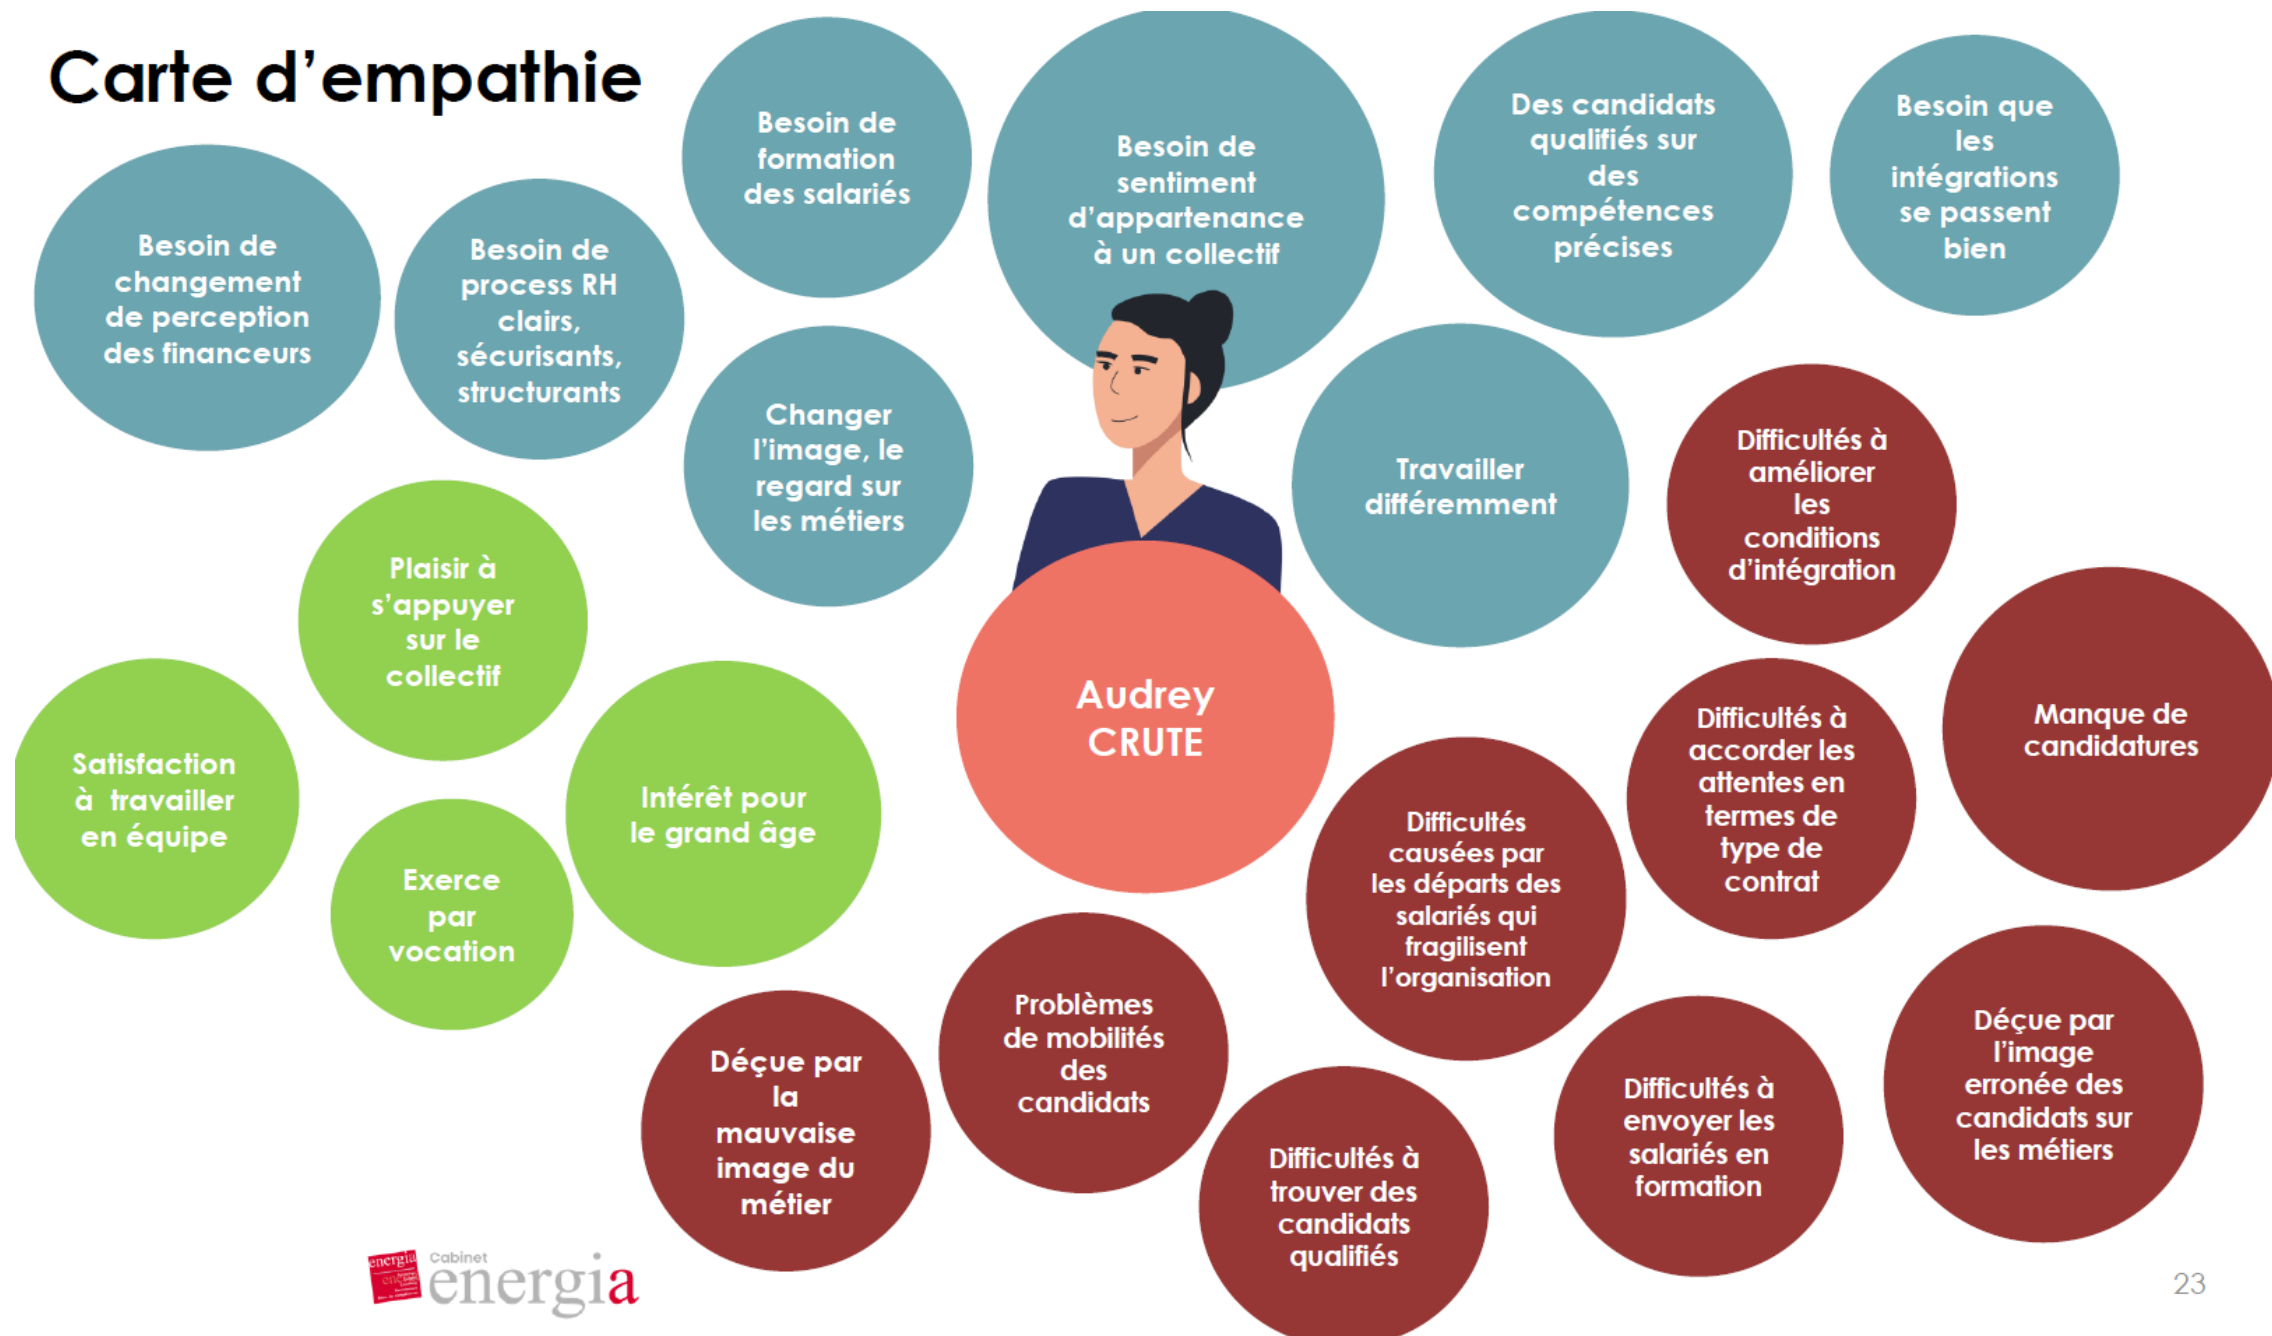 Carte d'empathie
Besoin de
changement
de perception
des financeurs
Besoin de
process RH
clairs,
sécurisants,
structurants
Besoin de
formation
des salariés
Besoin de
sentiment
d'appartenance
à un collectif
Des candidats
qualifiés sur
des
compétences
précises
Besoin que
les
intégrations
se passent
bien
Changer
l'image, le
regard sur
les métiers
Travailler
différemment
Difficultés à
améliorer
les
conditions
d'intégration
Plaisir à
s'appuyer
sur le
collectif
Satisfaction
à travailler
en équipe
Exerce
par
vocation
Intérêt pour
le grand âge
Audrey
CRUTE
Difficultés
causées par
les départs des
salariés qui
fragilisent
l'organisation
Difficultés à
accorder les
attentes en
termes de
type de
contrat
Manque de
candidatures
Déçue par
la
mauvaise
image du
métier
Problèmes
de mobilités
des
candidats
Difficultés à
trouver des
candidats
qualifiés
Difficultés à
envoyer les
salariés en
formation
Déçue par
l'image
erronée des
candidats sur
les métiers
energia
Cabinet
energia
23